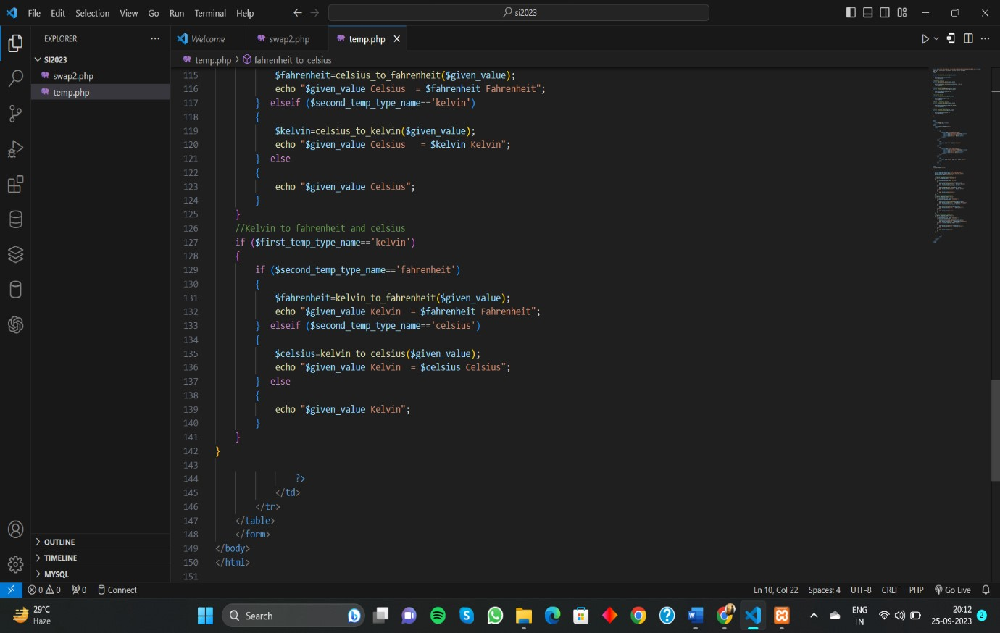 File Edit Selection View Go Run Terminal Help
si2023
EXPLORER
Welcome
swap2.php
temp.php
SI2023
swap2.php
temp.php
temp.php > fahrenheit_to_celsius
115 $fahrenheit=celsius_to_fahrenheit($given_value);
116 echo "$given_value Celsius  = $fahrenheit Fahrenheit";
117 }  elseif ($second_temp_type_name=='kelvin')
118 {
119 $kelvin=celsius_to_kelvin($given_value);
120 echo "$given_value Celsius   = $kelvin Kelvin";
121 }  else
122 {
123 echo "$given_value Celsius";
124 }
125 }
126 //Kelvin to fahrenheit and celsius
127 if ($first_temp_type_name=='kelvin')
128 {
129 if ($second_temp_type_name=='fahrenheit')
130 {
131 $fahrenheit=kelvin_to_fahrenheit($given_value);
132 echo "$given_value Kelvin  = $fahrenheit Fahrenheit";
133 }  elseif ($second_temp_type_name=='celsius')
134 {
135 $celsius=kelvin_to_celsius($given_value);
136 echo "$given_value Kelvin  = $celsius Celsius";
137 }  else
138 {
139 echo "$given_value Kelvin";
140 }
141 }
142 }
143
144 ?>
145 </td>
146 </tr>
147 </table>
148 </form>
149 </body>
150 </html>
151
OUTLINE
TIMELINE
MYSQL
0 0 0 Connect
Ln 10, Col 22 Spaces: 4 UTF-8 CRLF PHP Go Live
29°C
Haze
Search
ENG
IN
20:12
25-09-2023
2